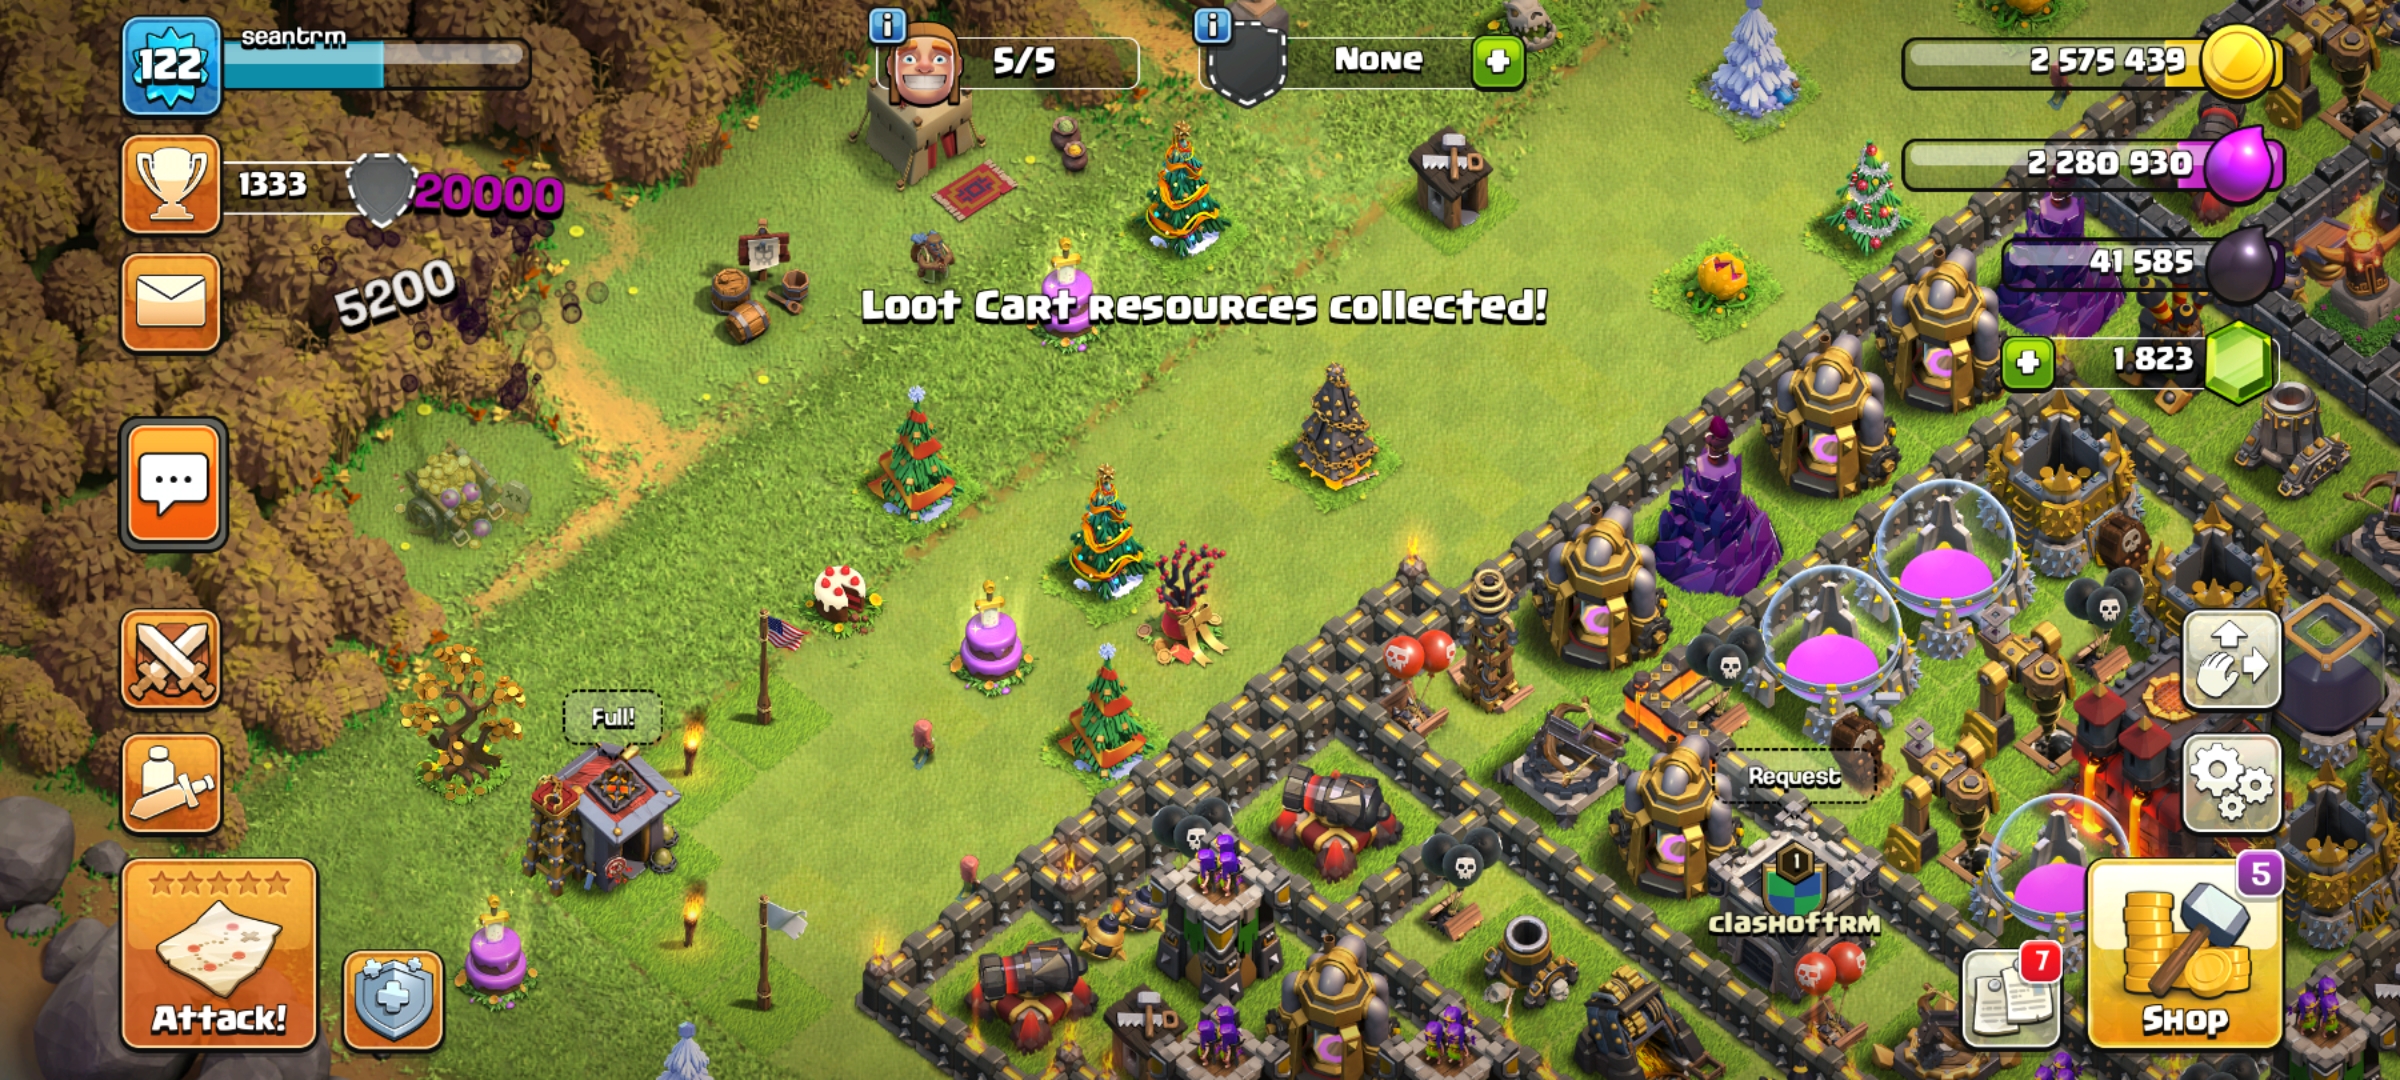 122
seantrm
5/5
None
2 575 439
1333
20000
2 280 930
5200
41 585
Loot Cart resources collected!
1 823
Full!
Request
1
clashoftrm
5
7
Attack!
Shop